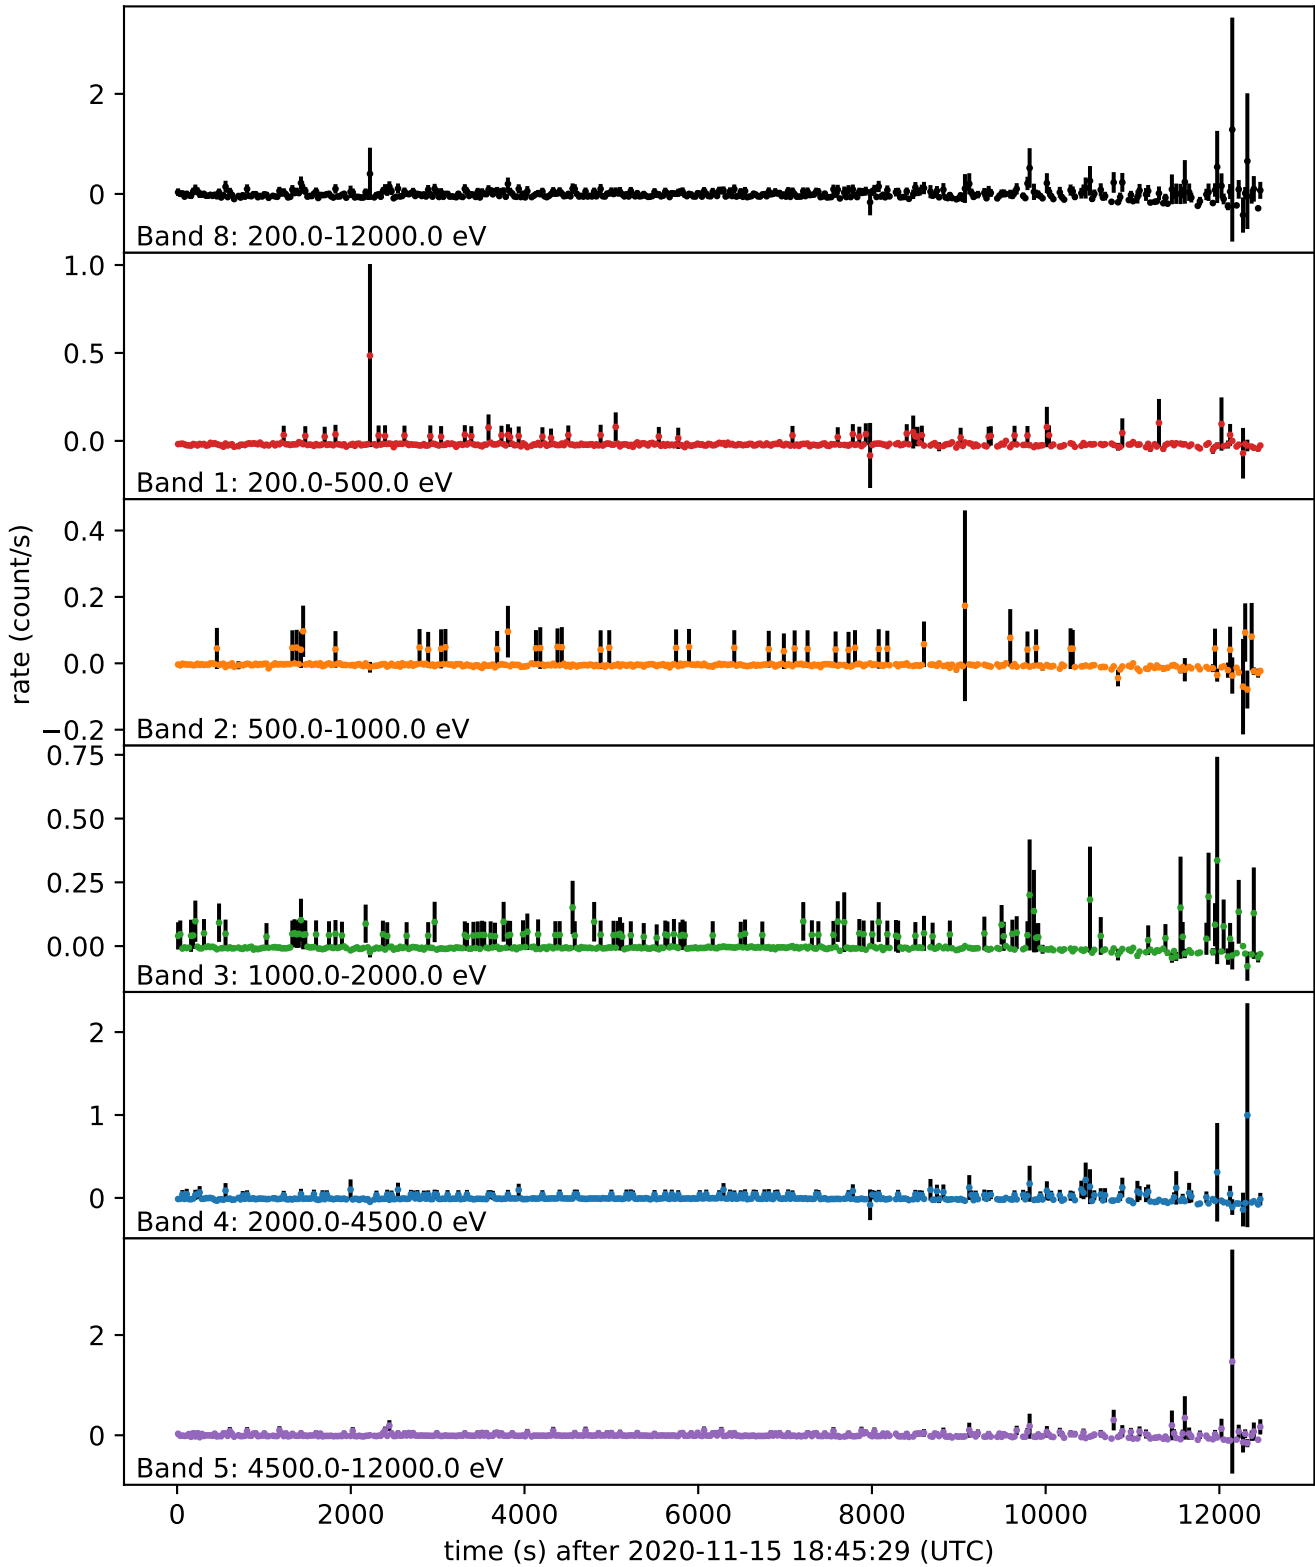 2
0
Band 8: 200.0-12000.0 eV
1.0
0.5
0.0
Band 1: 200.0-500.0 eV
rate (count/s)
0.4
0.2
0.0
−0.2
Band 2: 500.0-1000.0 eV
0.75
0.50
0.25
0.00
Band 3: 1000.0-2000.0 eV
2
1
0
Band 4: 2000.0-4500.0 eV
2
0
Band 5: 4500.0-12000.0 eV
0 2000 4000 6000 8000 10000 12000
time (s) after 2020-11-15 18:45:29 (UTC)